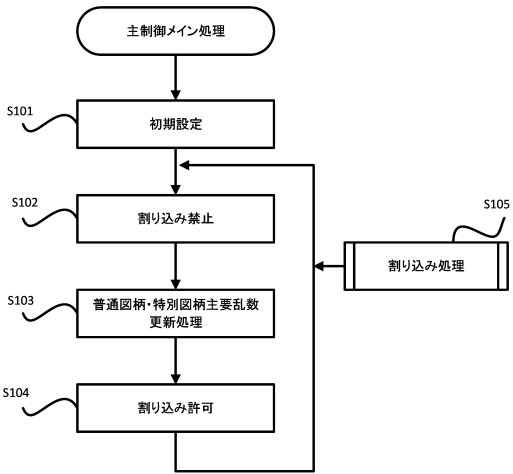 主制御メイン処理
S101
初期設定
S102
割り込み禁止
S105
割り込み処理
S103
普通図柄・特別図柄主要乱数
更新処理
S104
割り込み許可